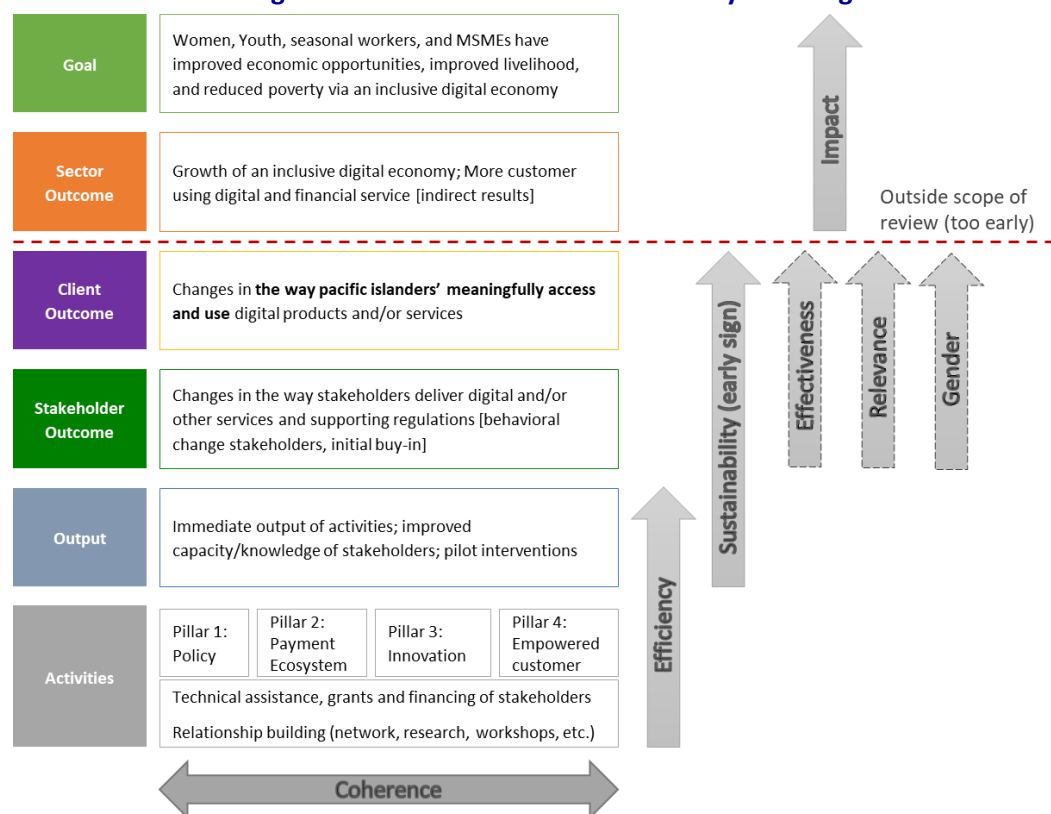 Goal
Women, Youth, seasonal workers, and MSMEs have
improved economic opportunities, improved livelihood,
and reduced poverty via an inclusive digital economy
Impact
Sector
Outcome
Growth of an inclusive digital economy; More customer
using digital and financial service [indirect results]
Outside scope of
review (too early)
Client
Outcome
Changes in the way pacific islanders’ meaningfully access
and use digital products and/or services
Stakeholder
Outcome
Changes in the way stakeholders deliver digital and/or
other services and supporting regulations [behavioral
change stakeholders, initial buy-in]
Sustainability (early sign)
Effectiveness
Relevance
Gender
Output
Immediate output of activities; improved
capacity/knowledge of stakeholders; pilot interventions
Efficiency
Activities
Pillar 1:
Policy
Pillar 2:
Payment
Ecosystem
Pillar 3:
Innovation
Pillar 4:
Empowered
customer
Technical assistance, grants and financing of stakeholders
Relationship building (network, research, workshops, etc.)
Coherence